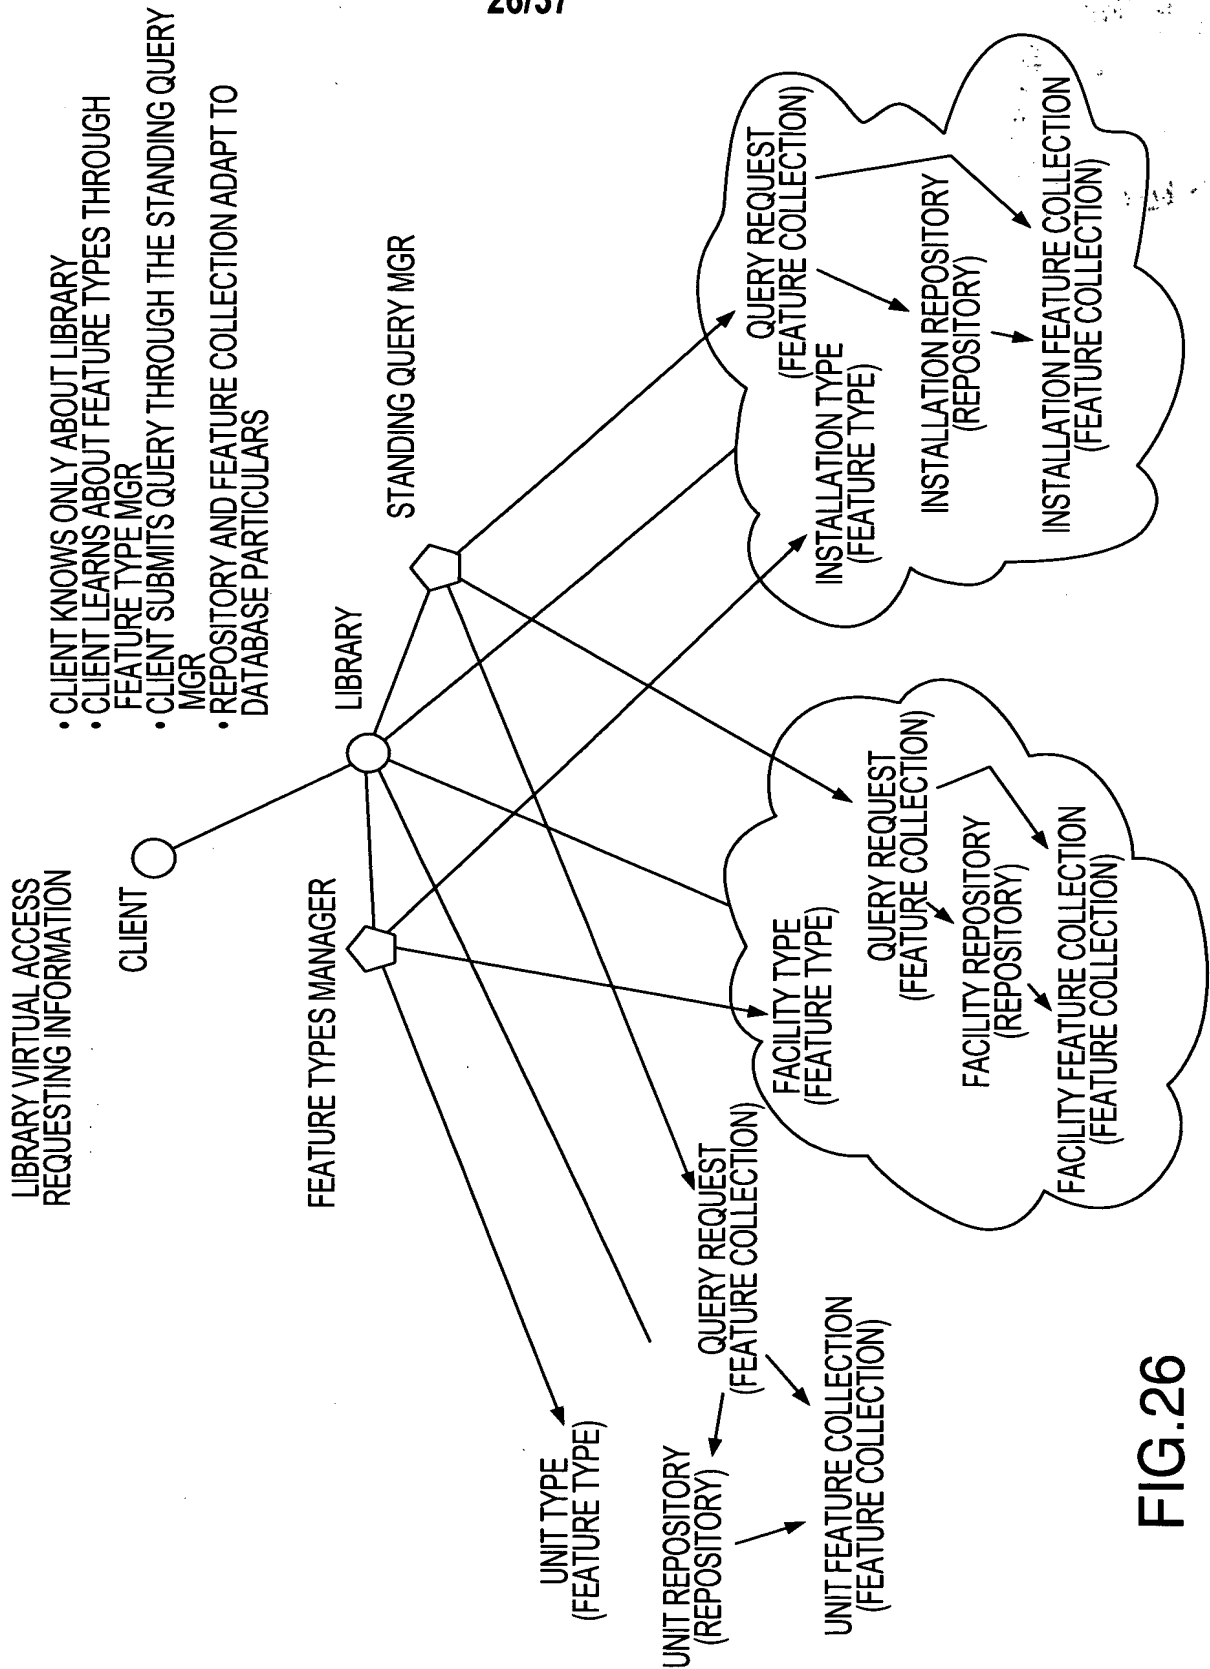 26/37
LIBRARY VIRTUAL ACCESS
REQUESTING INFORMATION
• CLIENT KNOWS ONLY ABOUT LIBRARY
• CLIENT LEARNS ABOUT FEATURE TYPES THROUGH
FEATURE TYPE MGR
• CLIENT SUBMITS QUERY THROUGH THE STANDING QUERY
MGR
• REPOSITORY AND FEATURE COLLECTION ADAPT TO
DATABASE PARTICULARS
CLIENT
LIBRARY
FEATURE TYPES MANAGER
STANDING QUERY MGR
UNIT TYPE
(FEATURE TYPE)
QUERY REQUEST
(FEATURE COLLECTION)
UNIT REPOSITORY
(REPOSITORY)
UNIT FEATURE COLLECTION
(FEATURE COLLECTION)
FACILITY TYPE
(FEATURE TYPE)
QUERY REQUEST
(FEATURE COLLECTION)
FACILITY REPOSITORY
(REPOSITORY)
FACILITY FEATURE COLLECTION
(FEATURE COLLECTION)
INSTALLATION TYPE
(FEATURE TYPE)
QUERY REQUEST
(FEATURE COLLECTION)
INSTALLATION REPOSITORY
(REPOSITORY)
INSTALLATION FEATURE COLLECTION
(FEATURE COLLECTION)
FIG.26